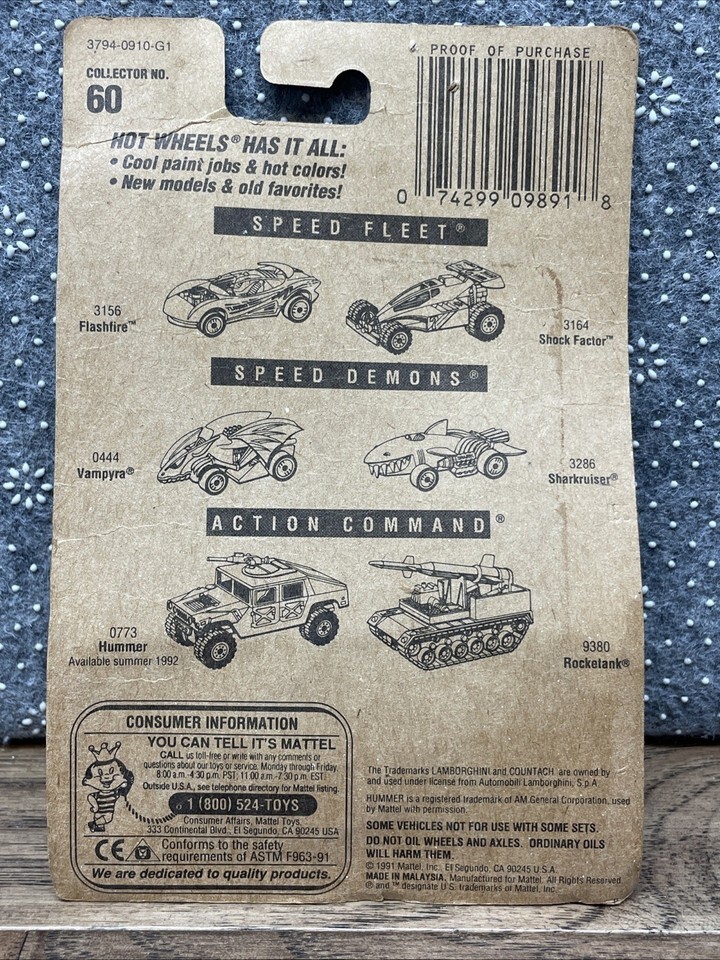 3794-0910-G1
COLLECTOR NO.
60
PROOF OF PURCHASE
0 74299 09891 8
HOT WHEELS® HAS IT ALL:
• Cool paint jobs & hot colors!
• New models & old favorites!
SPEED FLEET®
3156
Flashfire™
3164
Shock Factor™
SPEED DEMONS®
0444
Vampyra®
3286
Sharkruiser®
ACTION COMMAND®
0773
Hummer
Available summer 1992
9380
Rocketank®
CONSUMER INFORMATION
YOU CAN TELL IT'S MATTEL
CALL us toll-free or write with any comments or
questions about our toys or service. Monday through Friday,
8:00 a.m.-4:30 p.m. PST; 11:00 a.m.-7:30 p.m. EST.
Outside U.S.A., see telephone directory for Mattel listing.
1 (800) 524-TOYS
Consumer Affairs, Mattel Toys,
333 Continental Blvd., El Segundo, CA 90245 USA
CE Conforms to the safety
requirements of ASTM F963-91.
We are dedicated to quality products.
The Trademarks LAMBORGHINI and COUNTACH are owned by
and used under license from Automobili Lamborghini, S.p.A.
HUMMER is a registered trademark of AM General Corporation, used
by Mattel with permission.
SOME VEHICLES NOT FOR USE WITH SOME SETS.
DO NOT OIL WHEELS AND AXLES. ORDINARY OILS
WILL HARM THEM.
© 1991 Mattel, Inc., El Segundo, CA 90245 U.S.A.
MADE IN MALAYSIA. Manufactured for Mattel. All Rights Reserved.
® and ™ designate U.S. trademarks of Mattel, Inc.